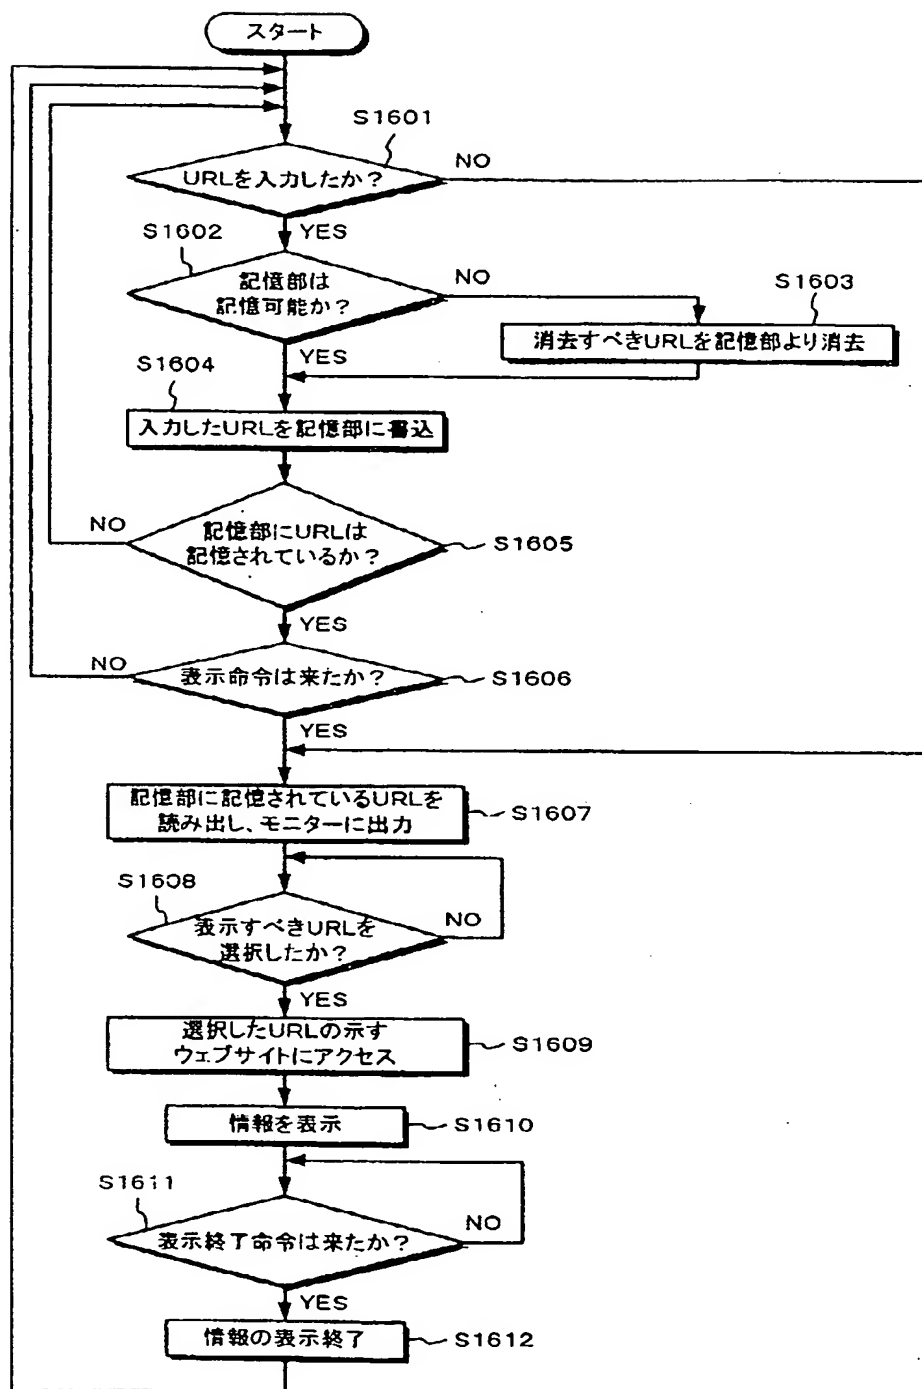 スタート
S1601
URLを入力したか?
NO
YES
S1602
記憶部は
記憶可能か?
NO
S1603
消去すべきURLを記憶部より消去
YES
S1604
入力したURLを記憶部に書込
NO
記憶部にURLは
記憶されているか?
S1605
YES
NO
表示命令は来たか?
S1606
YES
記憶部に記憶されているURLを
読み出し、モニターに出力
S1607
S1608
表示すべきURLを
選択したか?
NO
YES
選択したURLの示す
ウェブサイトにアクセス
S1609
情報を表示
S1610
S1611
表示終了命令は来たか?
NO
YES
情報の表示終了
S1612